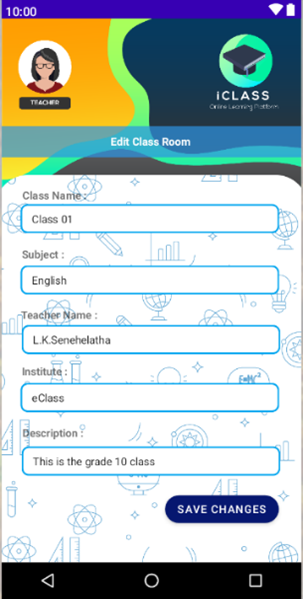 10:00
TEACHER
iCLASS
Online Learning Platform
Edit Class Room
Class Name :
Class 01
Subject :
English
Teacher Name :
L.K.Senehelatha
Institute :
eClass
Description :
This is the grade 10 class
SAVE CHANGES